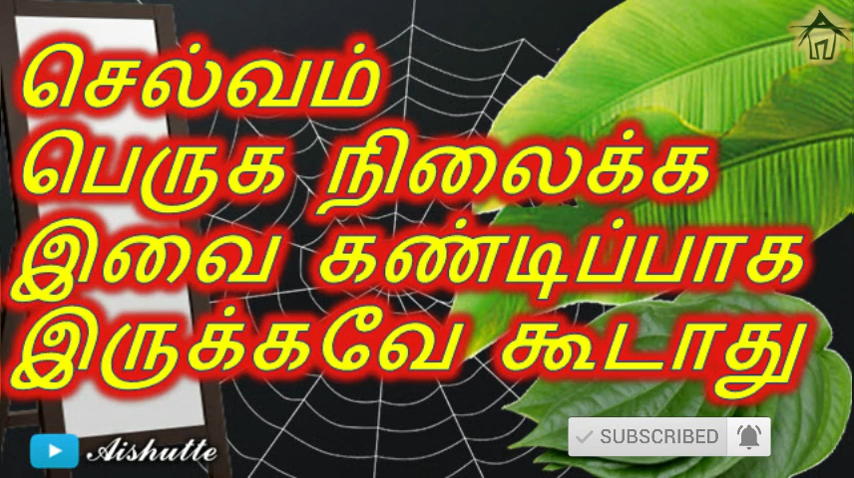 செல்வம்
பெருக நிலைக்க
இவை கண்டிப்பாக
இருக்கவே கூடாது
SUBSCRIBED
Aishutte